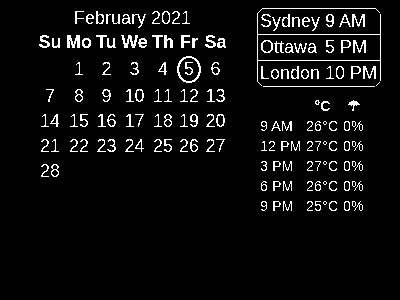 February 2021
Su Mo Tu We Th Fr Sa
1 2 3 4 5 6
7 8 9 10 11 12 13
14 15 16 17 18 19 20
21 22 23 24 25 26 27
28
Sydney 9 AM
Ottawa 5 PM
London 10 PM
°C ☂
9 AM 26°C 0%
12 PM 27°C 0%
3 PM 27°C 0%
6 PM 26°C 0%
9 PM 25°C 0%